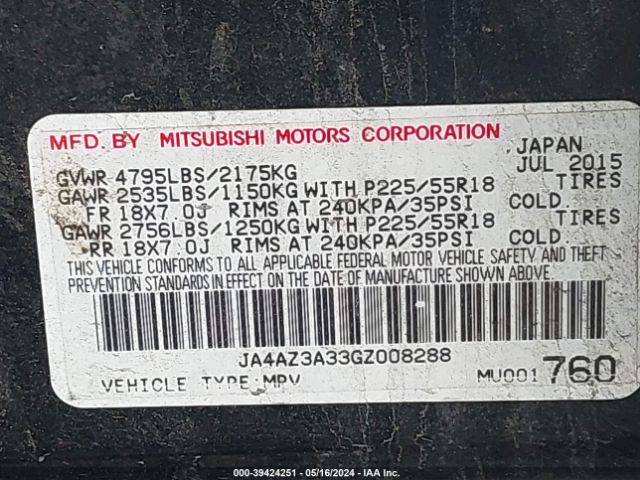 MFD. BY MITSUBISHI MOTORS CORPORATION JAPAN
GVWR 4795LBS/2175KG JUL 2015
GAWR 2535LBS/1150KG WITH P225/55R18 TIRES
FR 18X7.0J RIMS AT 240KPA/35PSI COLD.
GAWR 2756LBS/1250KG WITH P225/55R18 TIRES
RR 18X7.0J RIMS AT 240KPA/35PSI COLD
THIS VEHICLE CONFORMS TO ALL APPLICABLE FEDERAL MOTOR VEHICLE SAFETY AND THEFT
PREVENTION STANDARDS IN EFFECT ON THE DATE OF MANUFACTURE SHOWN ABOVE
JA4AZ3A33GZ008288
VEHICLE TYPE:MPV MU001 760
000-39424251 - 05/16/2024 - IAA Inc.